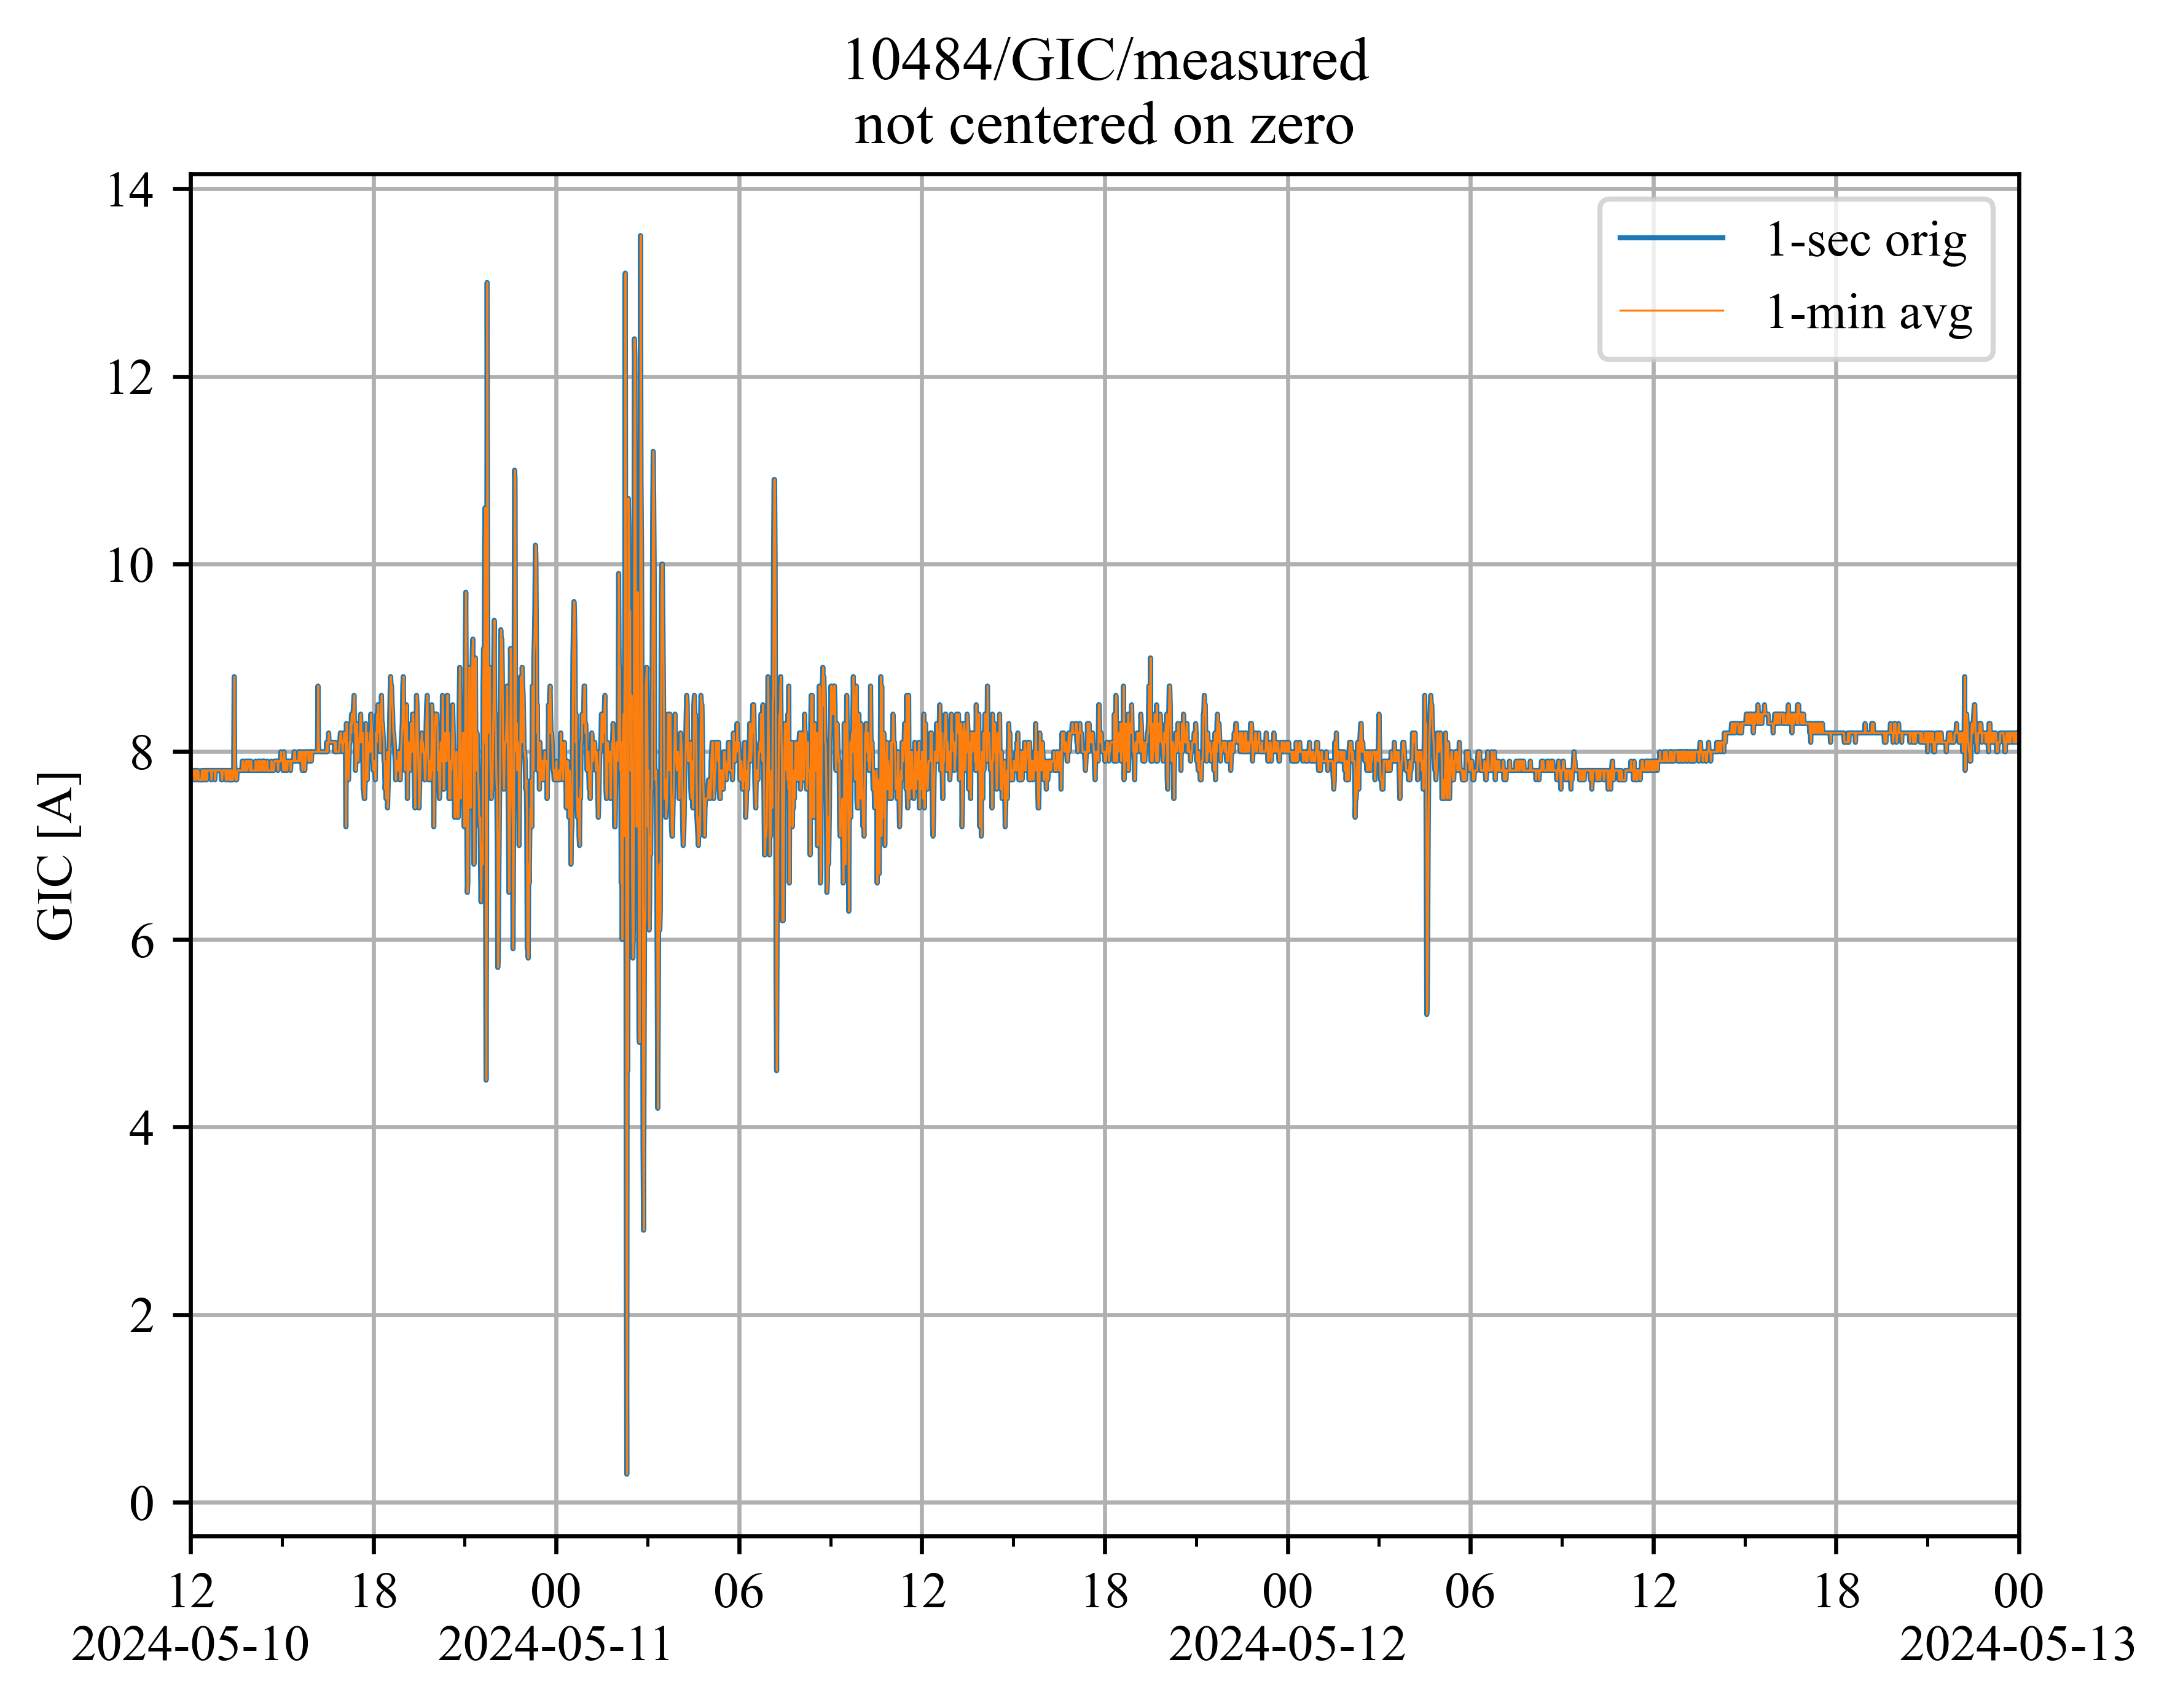 10484/GIC/measured
not centered on zero
14
12
10
8
6
4
2
0
GIC [A]
1-sec orig
1-min avg
12 18 00 06 12 18 00 06 12 18 00
2024-05-10 2024-05-11 2024-05-12 2024-05-13